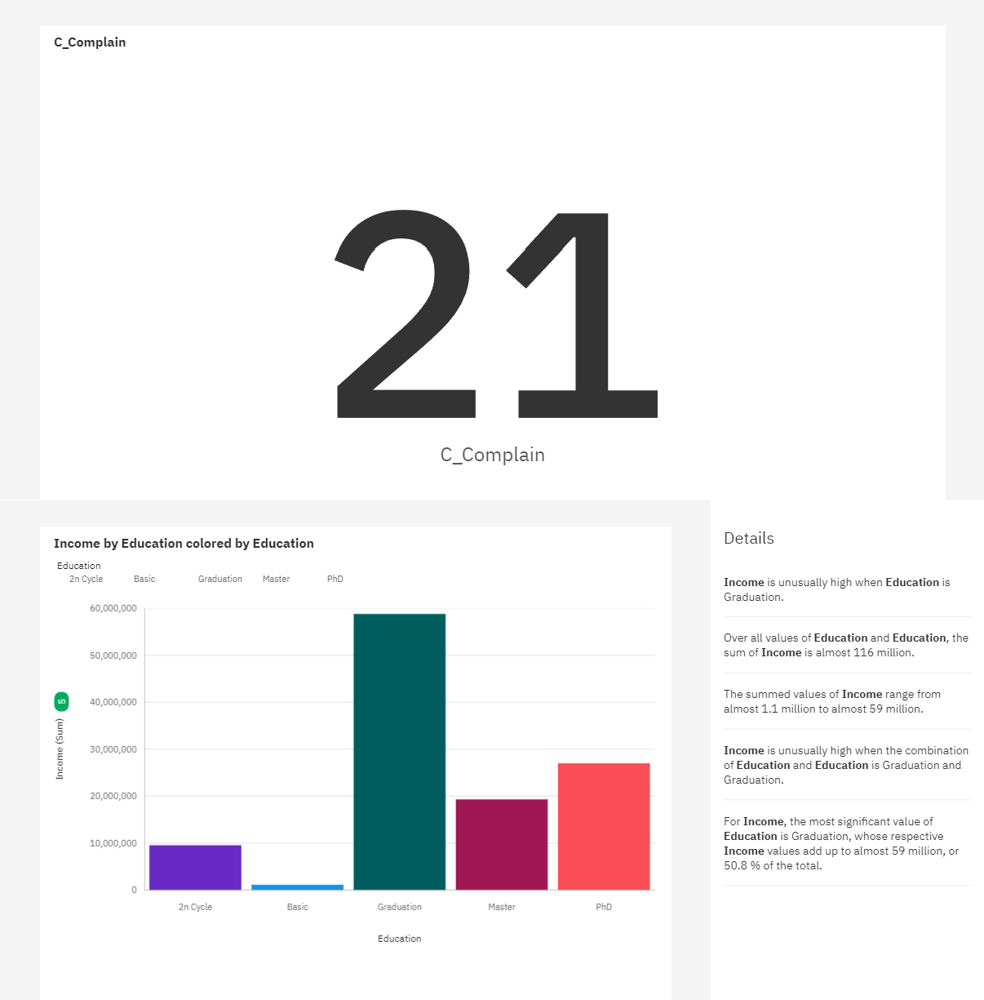 C_Complain
21
C_Complain
Income by Education colored by Education
Education
2n Cycle Basic Graduation Master PhD
60,000,000
50,000,000
40,000,000
30,000,000
20,000,000
10,000,000
0
Income (Sum) 5
2n Cycle Basic Graduation Master PhD
Education
Details
Income is unusually high when Education is
Graduation.
Over all values of Education and Education, the
sum of Income is almost 116 million.
The summed values of Income range from
almost 1.1 million to almost 59 million.
Income is unusually high when the combination
of Education and Education is Graduation and
Graduation.
For Income, the most significant value of
Education is Graduation, whose respective
Income values add up to almost 59 million, or
50.8 % of the total.